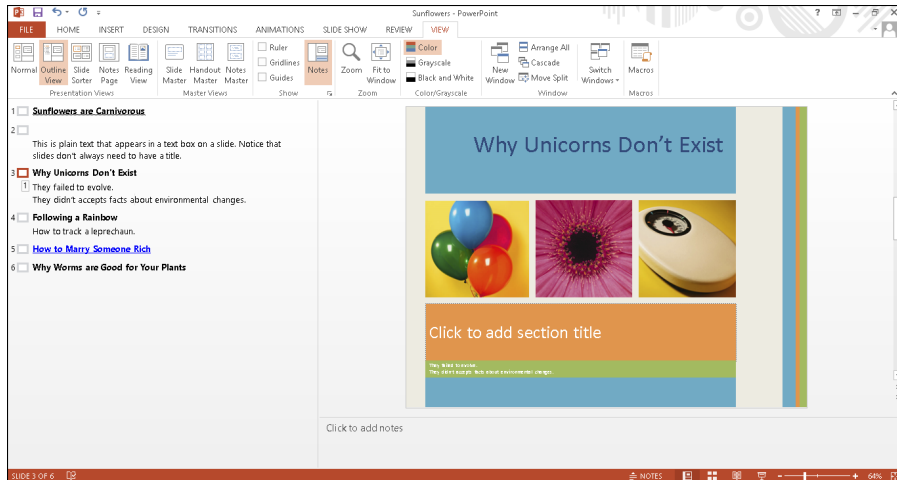 Sunflowers - PowerPoint
?
FILE HOME INSERT DESIGN TRANSITIONS ANIMATIONS SLIDE SHOW REVIEW VIEW
Normal
Outline View
Slide Sorter
Notes Page
Reading View
Presentation Views
Slide Master
Handout Master
Notes Master
Master Views
Ruler
Gridlines
Guides
Show
Notes
Zoom
Fit to Window
Zoom
Color
Grayscale
Black and White
Color/Grayscale
New Window
Arrange All
Cascade
Move Split
Window
Switch Windows
Macros
Macros
1 Sunflowers are Carnivorous
2
This is plain text that appears in a text box on a slide. Notice that
slides don't always need to have a title.
3 Why Unicorns Don't Exist
1 They failed to evolve.
They didn't accepts facts about environmental changes.
4 Following a Rainbow
How to track a leprechaun.
5 How to Marry Someone Rich
6 Why Worms are Good for Your Plants
Why Unicorns Don't Exist
Click to add section title
They failed to evolve.
They didn't accepts facts about environmental changes.
Click to add notes
SLIDE 3 OF 6
NOTES
64%